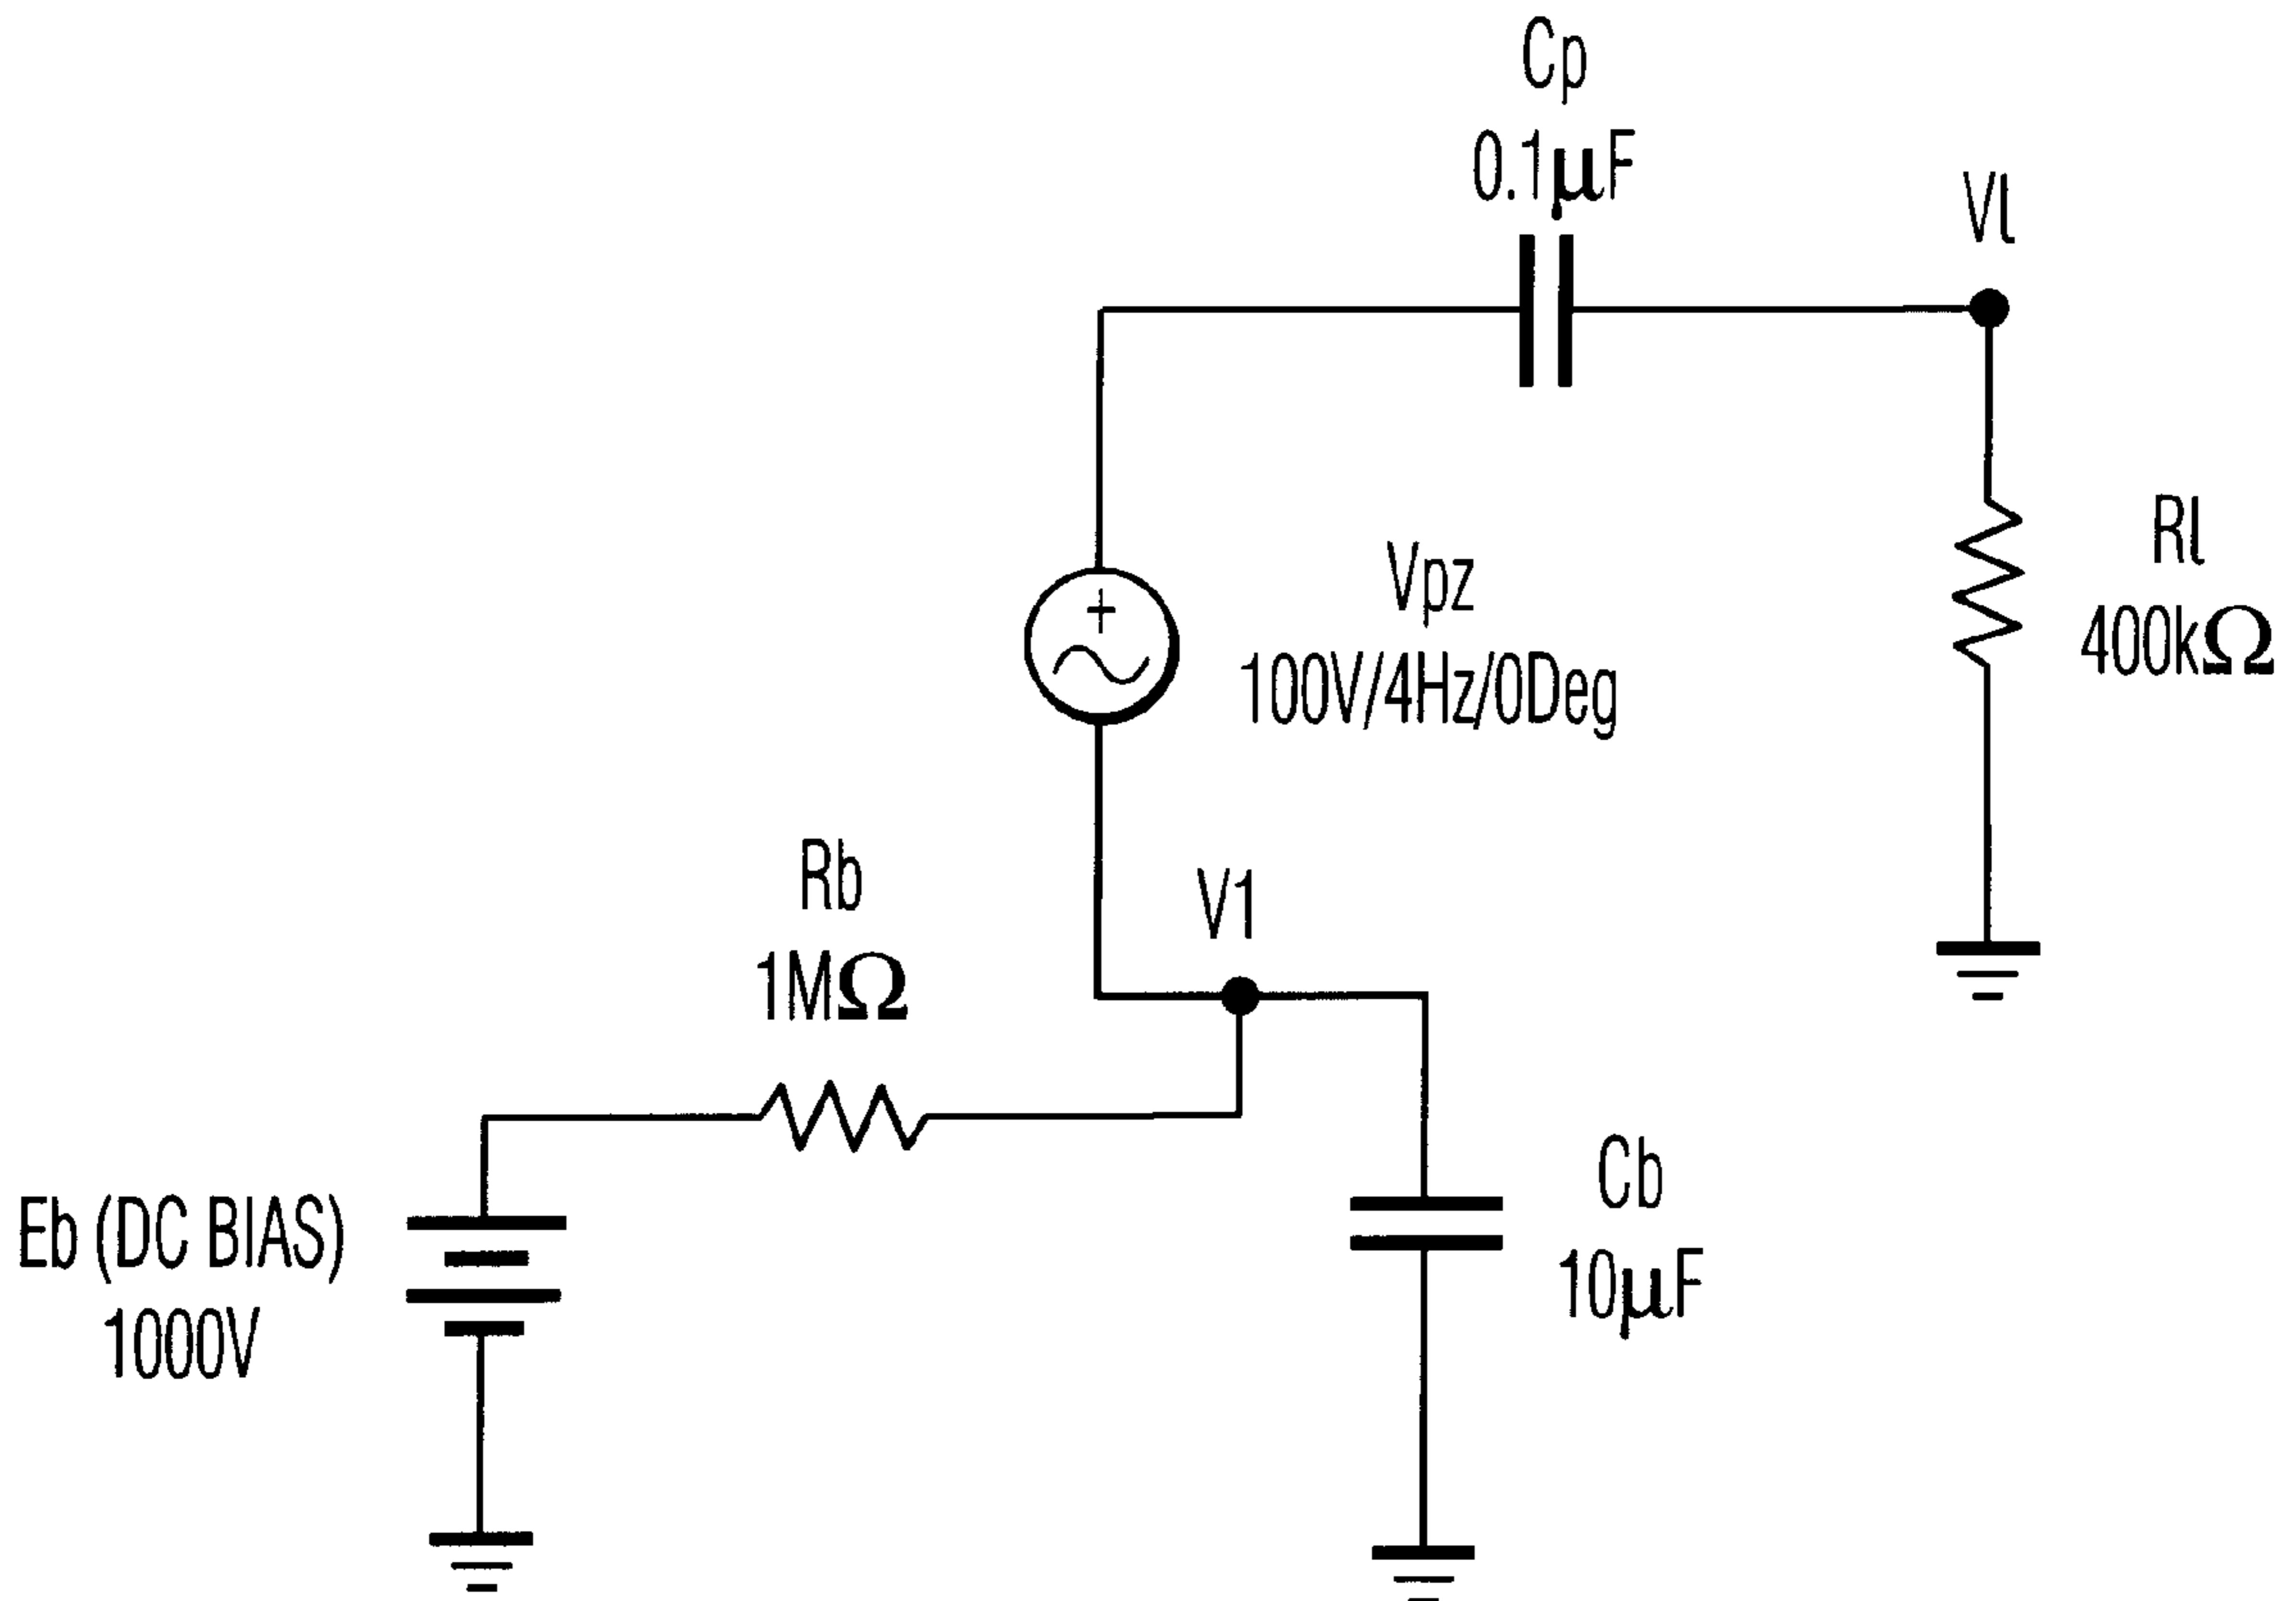 Cp
0.1µF
Vl
Vpz
100V/4Hz/0Deg
Rl
400kΩ
Rb
1MΩ
V1
Eb (DC BIAS)
1000V
Cb
10µF